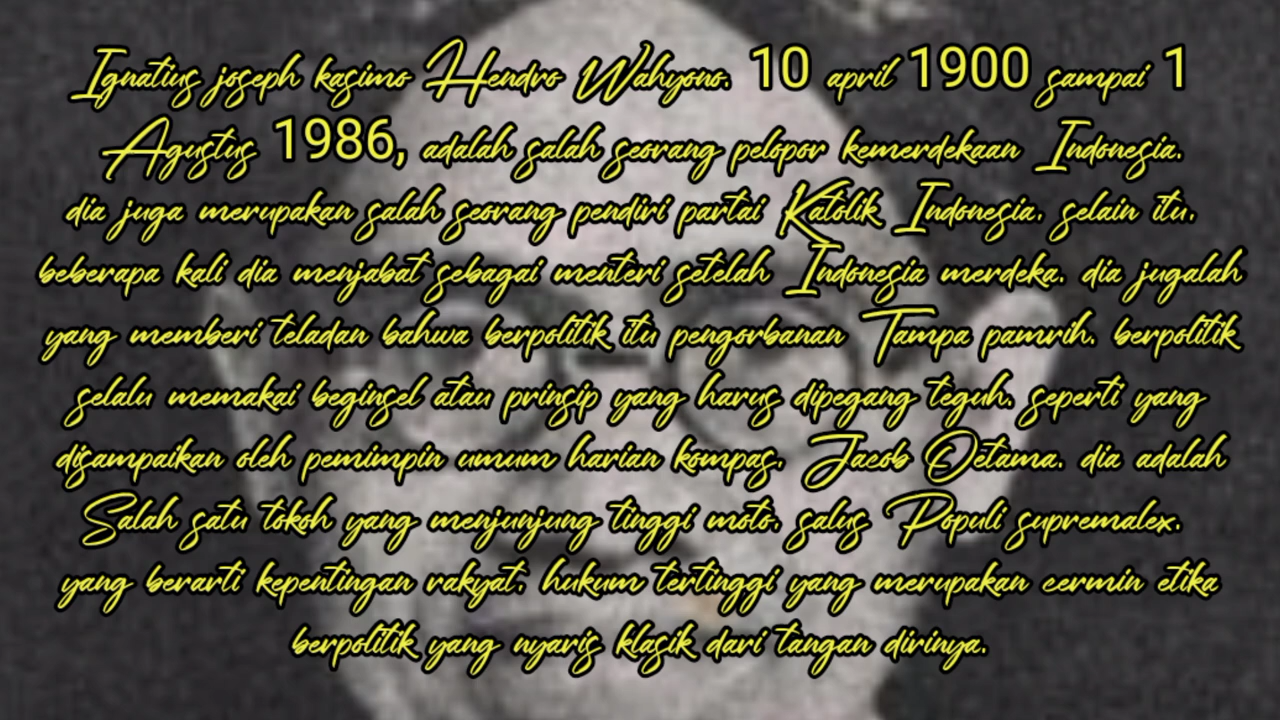 Ignatius joseph kasimo Hendro Wahyono. 10 april 1900 sampai 1
Agustus 1986, adalah salah seorang pelopor kemerdekaan Indonesia.
dia juga merupakan salah seorang pendiri partai Katolik Indonesia. selain itu.
beberapa kali dia menjabat sebagai menteri setelah Indonesia merdeka. dia jugalah
yang memberi teladan bahwa berpolitik itu pengorbanan Tampa pamrih. berpolitik
selalu memakai beginsel atau prinsip yang harus dipegang teguh. seperti yang
disampaikan oleh pemimpin umum harian kompas. Jacob Oetama. dia adalah
Salah satu tokoh yang menjunjung tinggi moto. salus Populi supremalex.
yang berarti kepentingan rakyat. hukum tertinggi yang merupakan cermin etika
berpolitik yang nyaris klasik dari tangan dirinya.